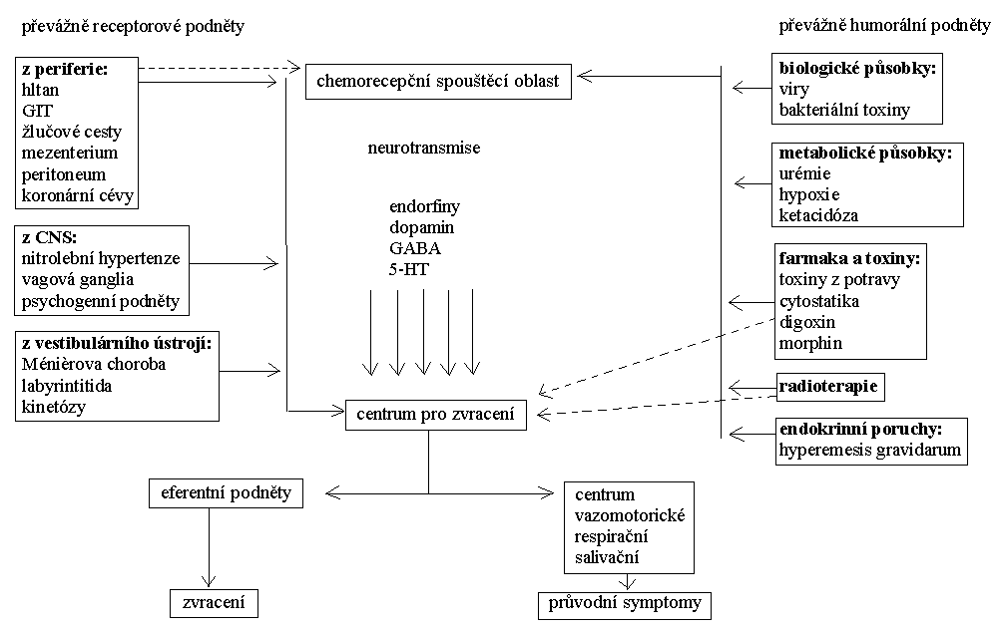 převážně receptorové podněty
převážně humorální podněty
z periferie:
hltan
GIT
žlučové cesty
mezenterium
peritoneum
koronární cévy
z CNS:
nitrolební hypertenze
vagová ganglia
psychogenní podněty
z vestibulárního ústrojí:
Ménièrova choroba
labyrintitida
kinetózy
chemorecepční spouštěcí oblast
neurotransmise
endorfiny
dopamin
GABA
5-HT
centrum pro zvracení
biologické působky:
viry
bakteriální toxiny
metabolické působky:
urémie
hypoxie
ketacidóza
farmaka a toxiny:
toxiny z potravy
cytostatika
digoxin
morphin
radioterapie
endokrinní poruchy:
hyperemesis gravidarum
eferentní podněty
zvracení
centrum
vazomotorické
respirační
salivační
průvodní symptomy